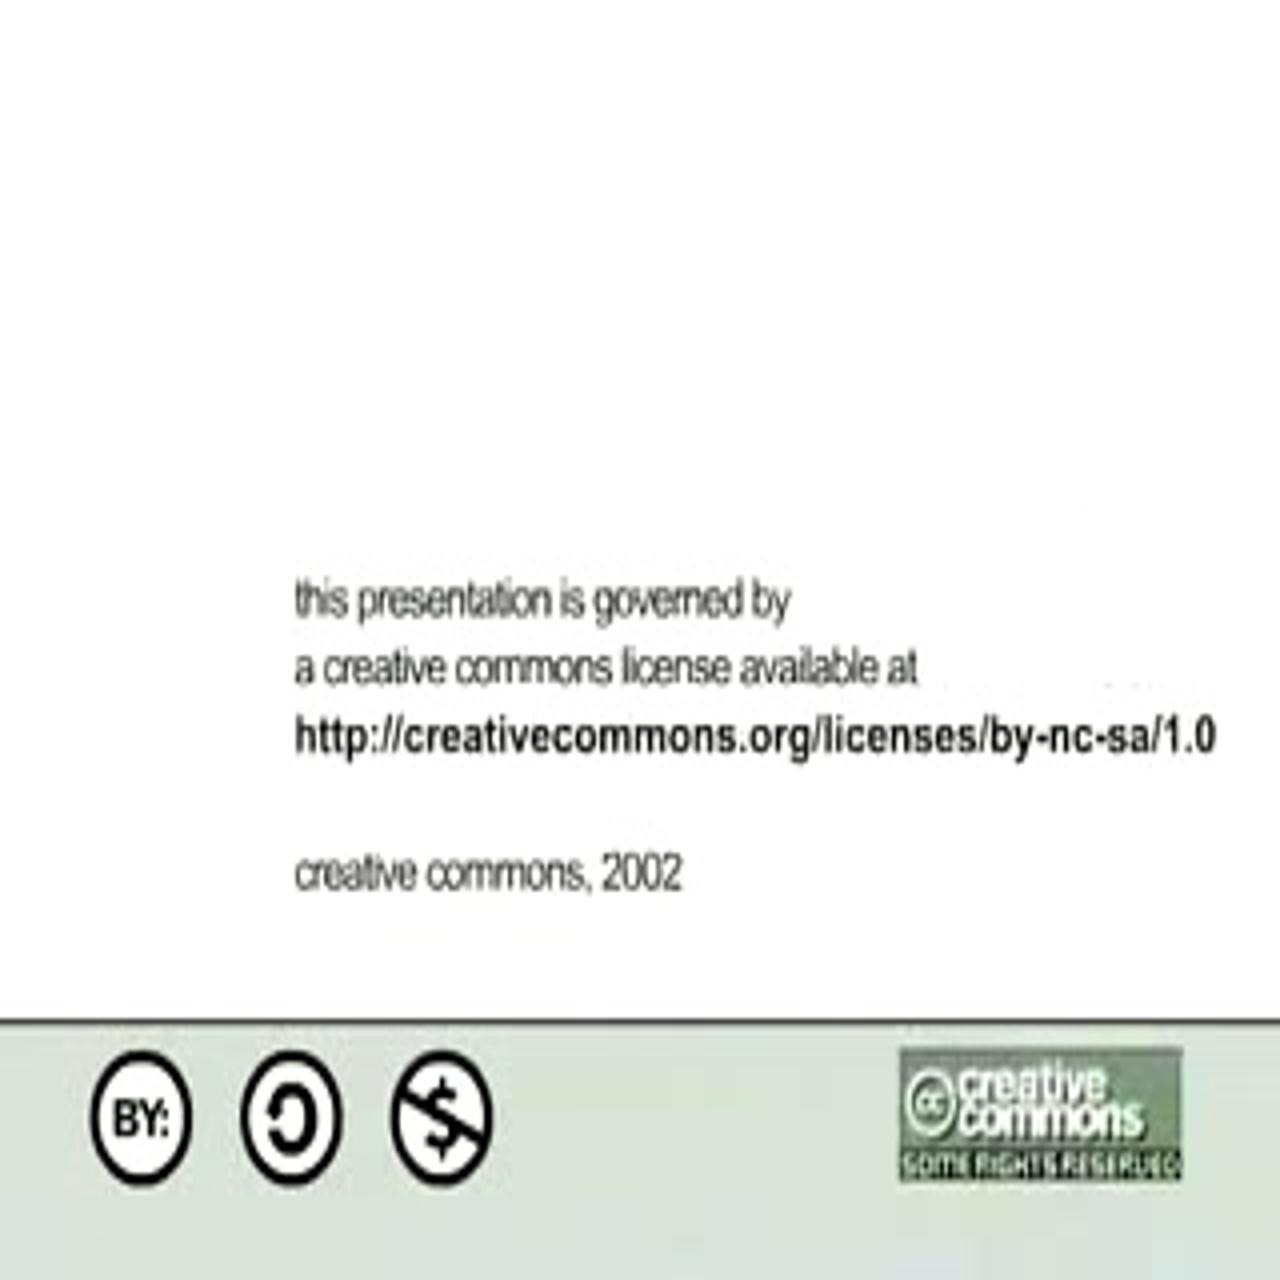 this presentation is governed by
a creative commons license available at
http://creativecommons.org/licenses/by-nc-sa/1.0
creative commons, 2002
BY:
cc creative
commons
SOME RIGHTS RESERVED